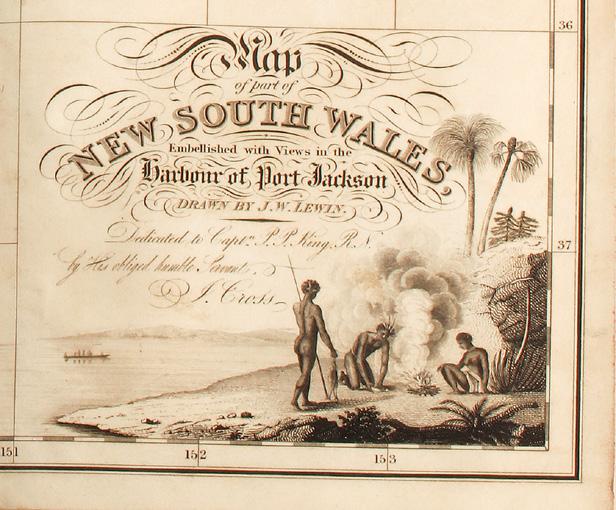 Map
of part of
NEW SOUTH WALES,
Embellished with Views in the
Harbour of Port Jackson
DRAWN BY J.W. LEWIN.
Dedicated to Captn. P.P. King, R.N.
by His obliged humble Servant,
J. Cross
36
37
151
152
153